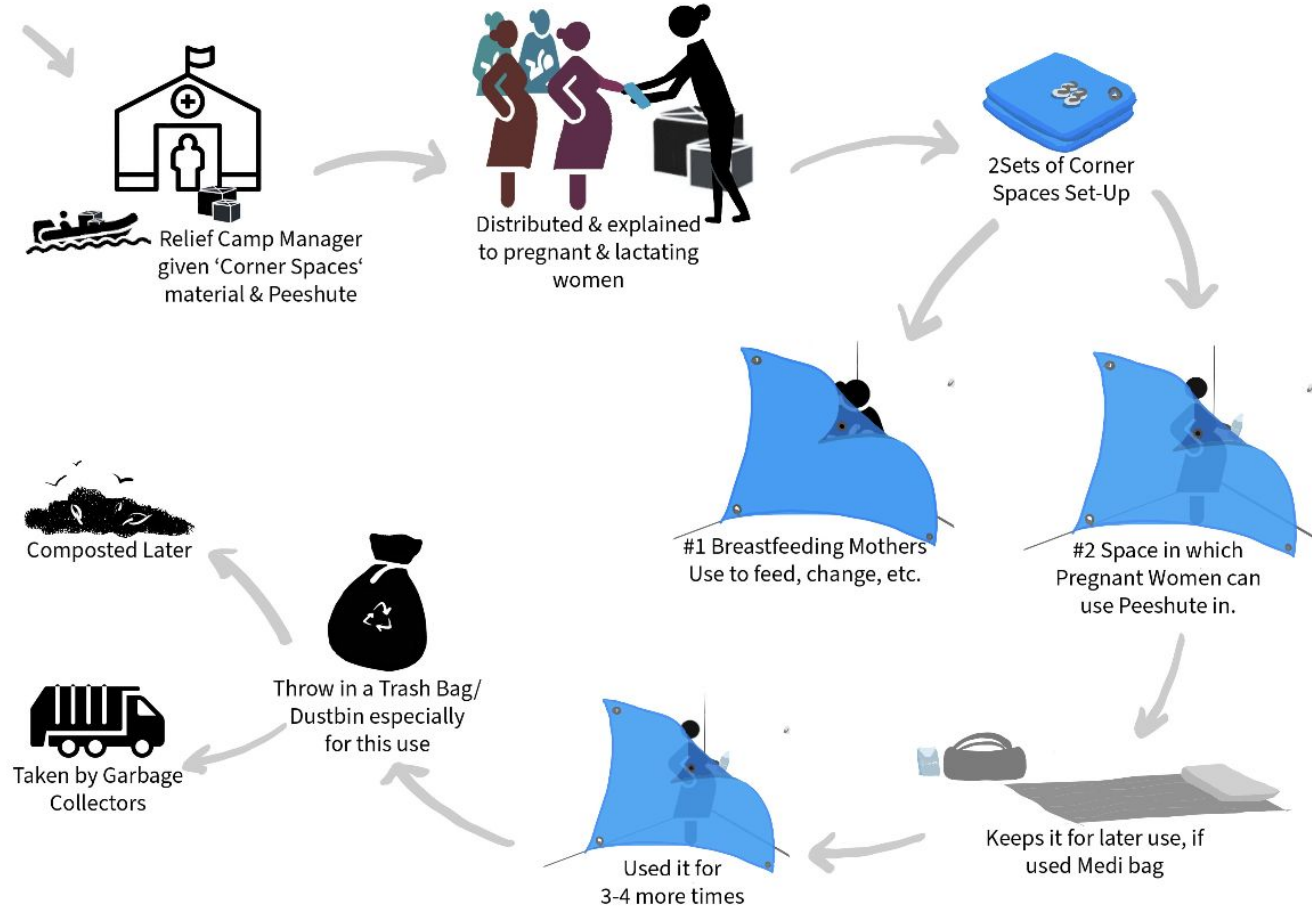 Relief Camp Manager
given ‘Corner Spaces‘
material & Peeshute
Distributed & explained
to pregnant & lactating
women
2Sets of Corner
Spaces Set-Up
#1 Breastfeeding Mothers
Use to feed, change, etc.
#2 Space in which
Pregnant Women can
use Peeshute in.
Keeps it for later use, if
used Medi bag
Used it for
3-4 more times
Throw in a Trash Bag/
Dustbin especially
for this use
Composted Later
Taken by Garbage
Collectors